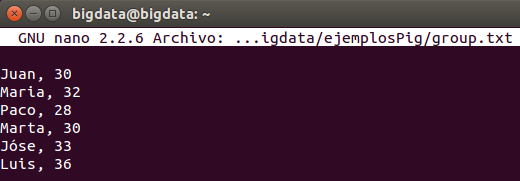 bigdata@bigdata: ~
GNU nano 2.2.6 Archivo: ...igdata/ejemplosPig/group.txt
Juan, 30
Maria, 32
Paco, 28
Marta, 30
Jóse, 33
Luis, 36